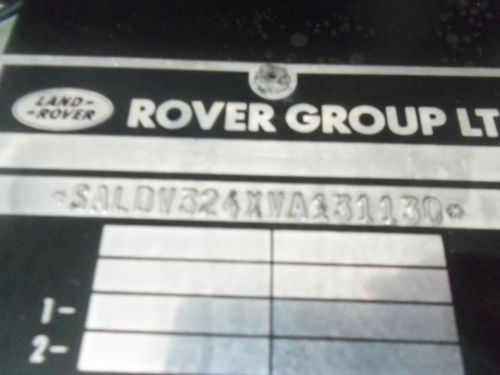 LAND-
-ROVER
ROVER GROUP LT
*SALDV324XVA131130*
1-
2-